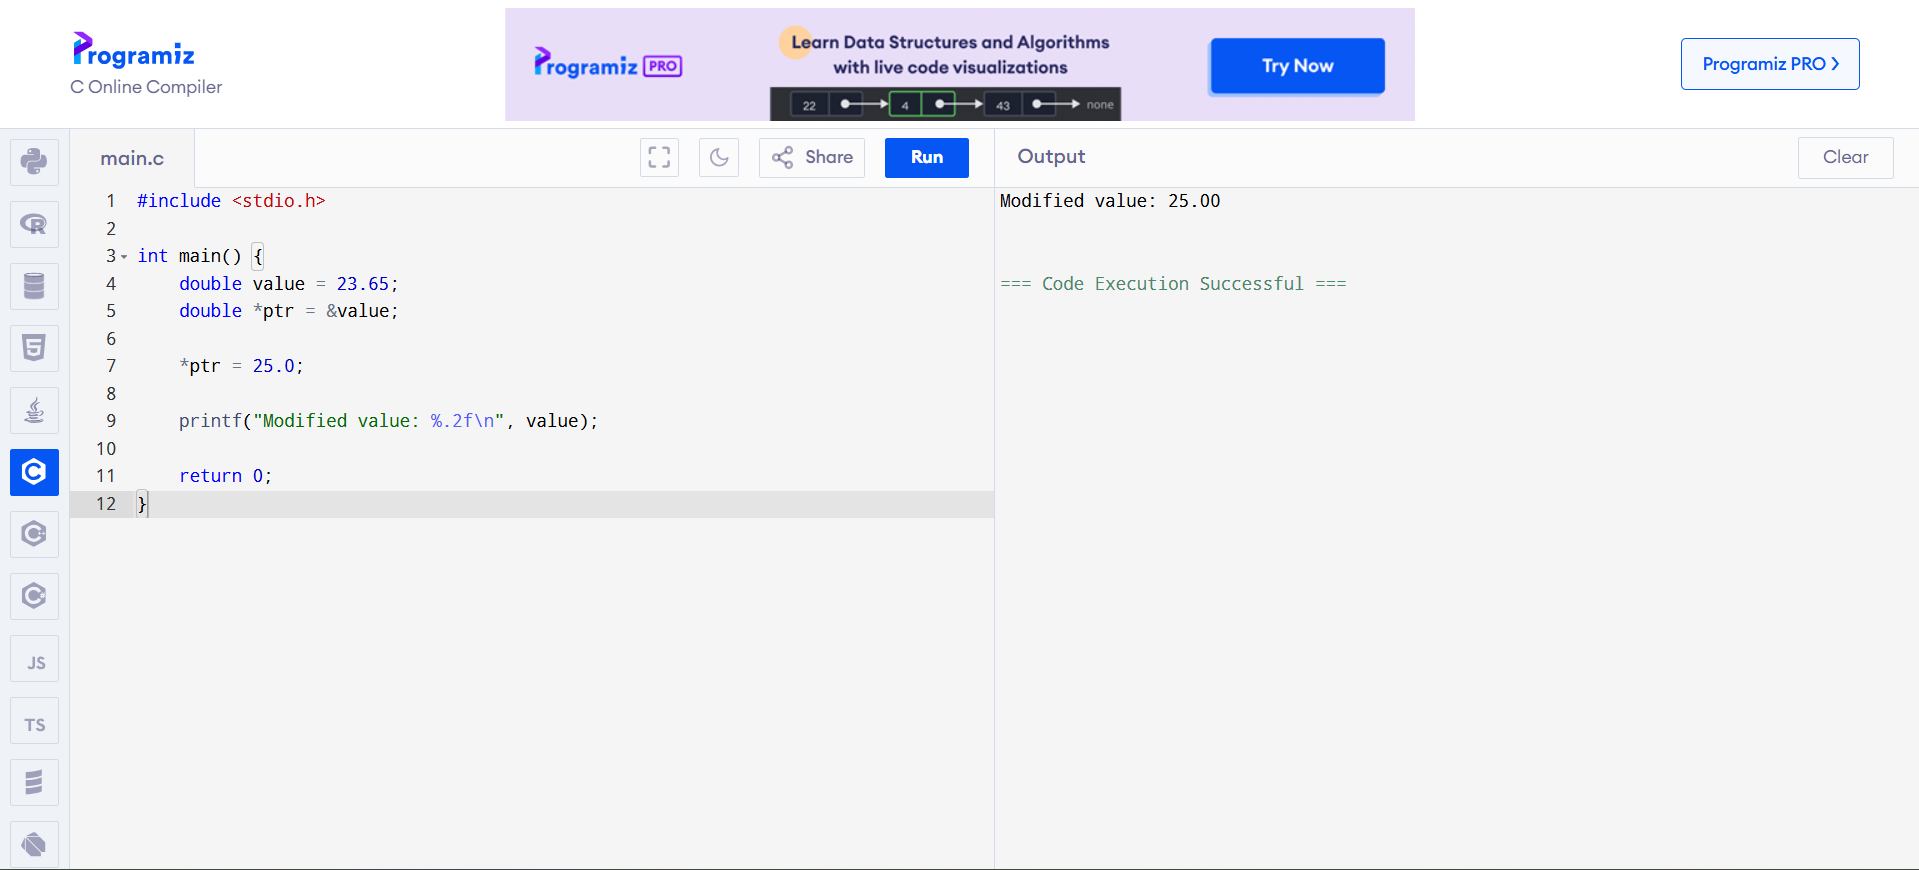 Programiz
C Online Compiler
Programiz PRO
Learn Data Structures and Algorithms
with live code visualizations
22 4 43 none
Try Now
Programiz PRO
main.c
Share
Run
Output
Clear
1 #include <stdio.h>
2
3 int main() {
4     double value = 23.65;
5     double *ptr = &value;
6
7     *ptr = 25.0;
8
9     printf("Modified value: %.2f\n", value);
10
11     return 0;
12 }
Modified value: 25.00
=== Code Execution Successful ===
R
5
C
C
C#
JS
TS